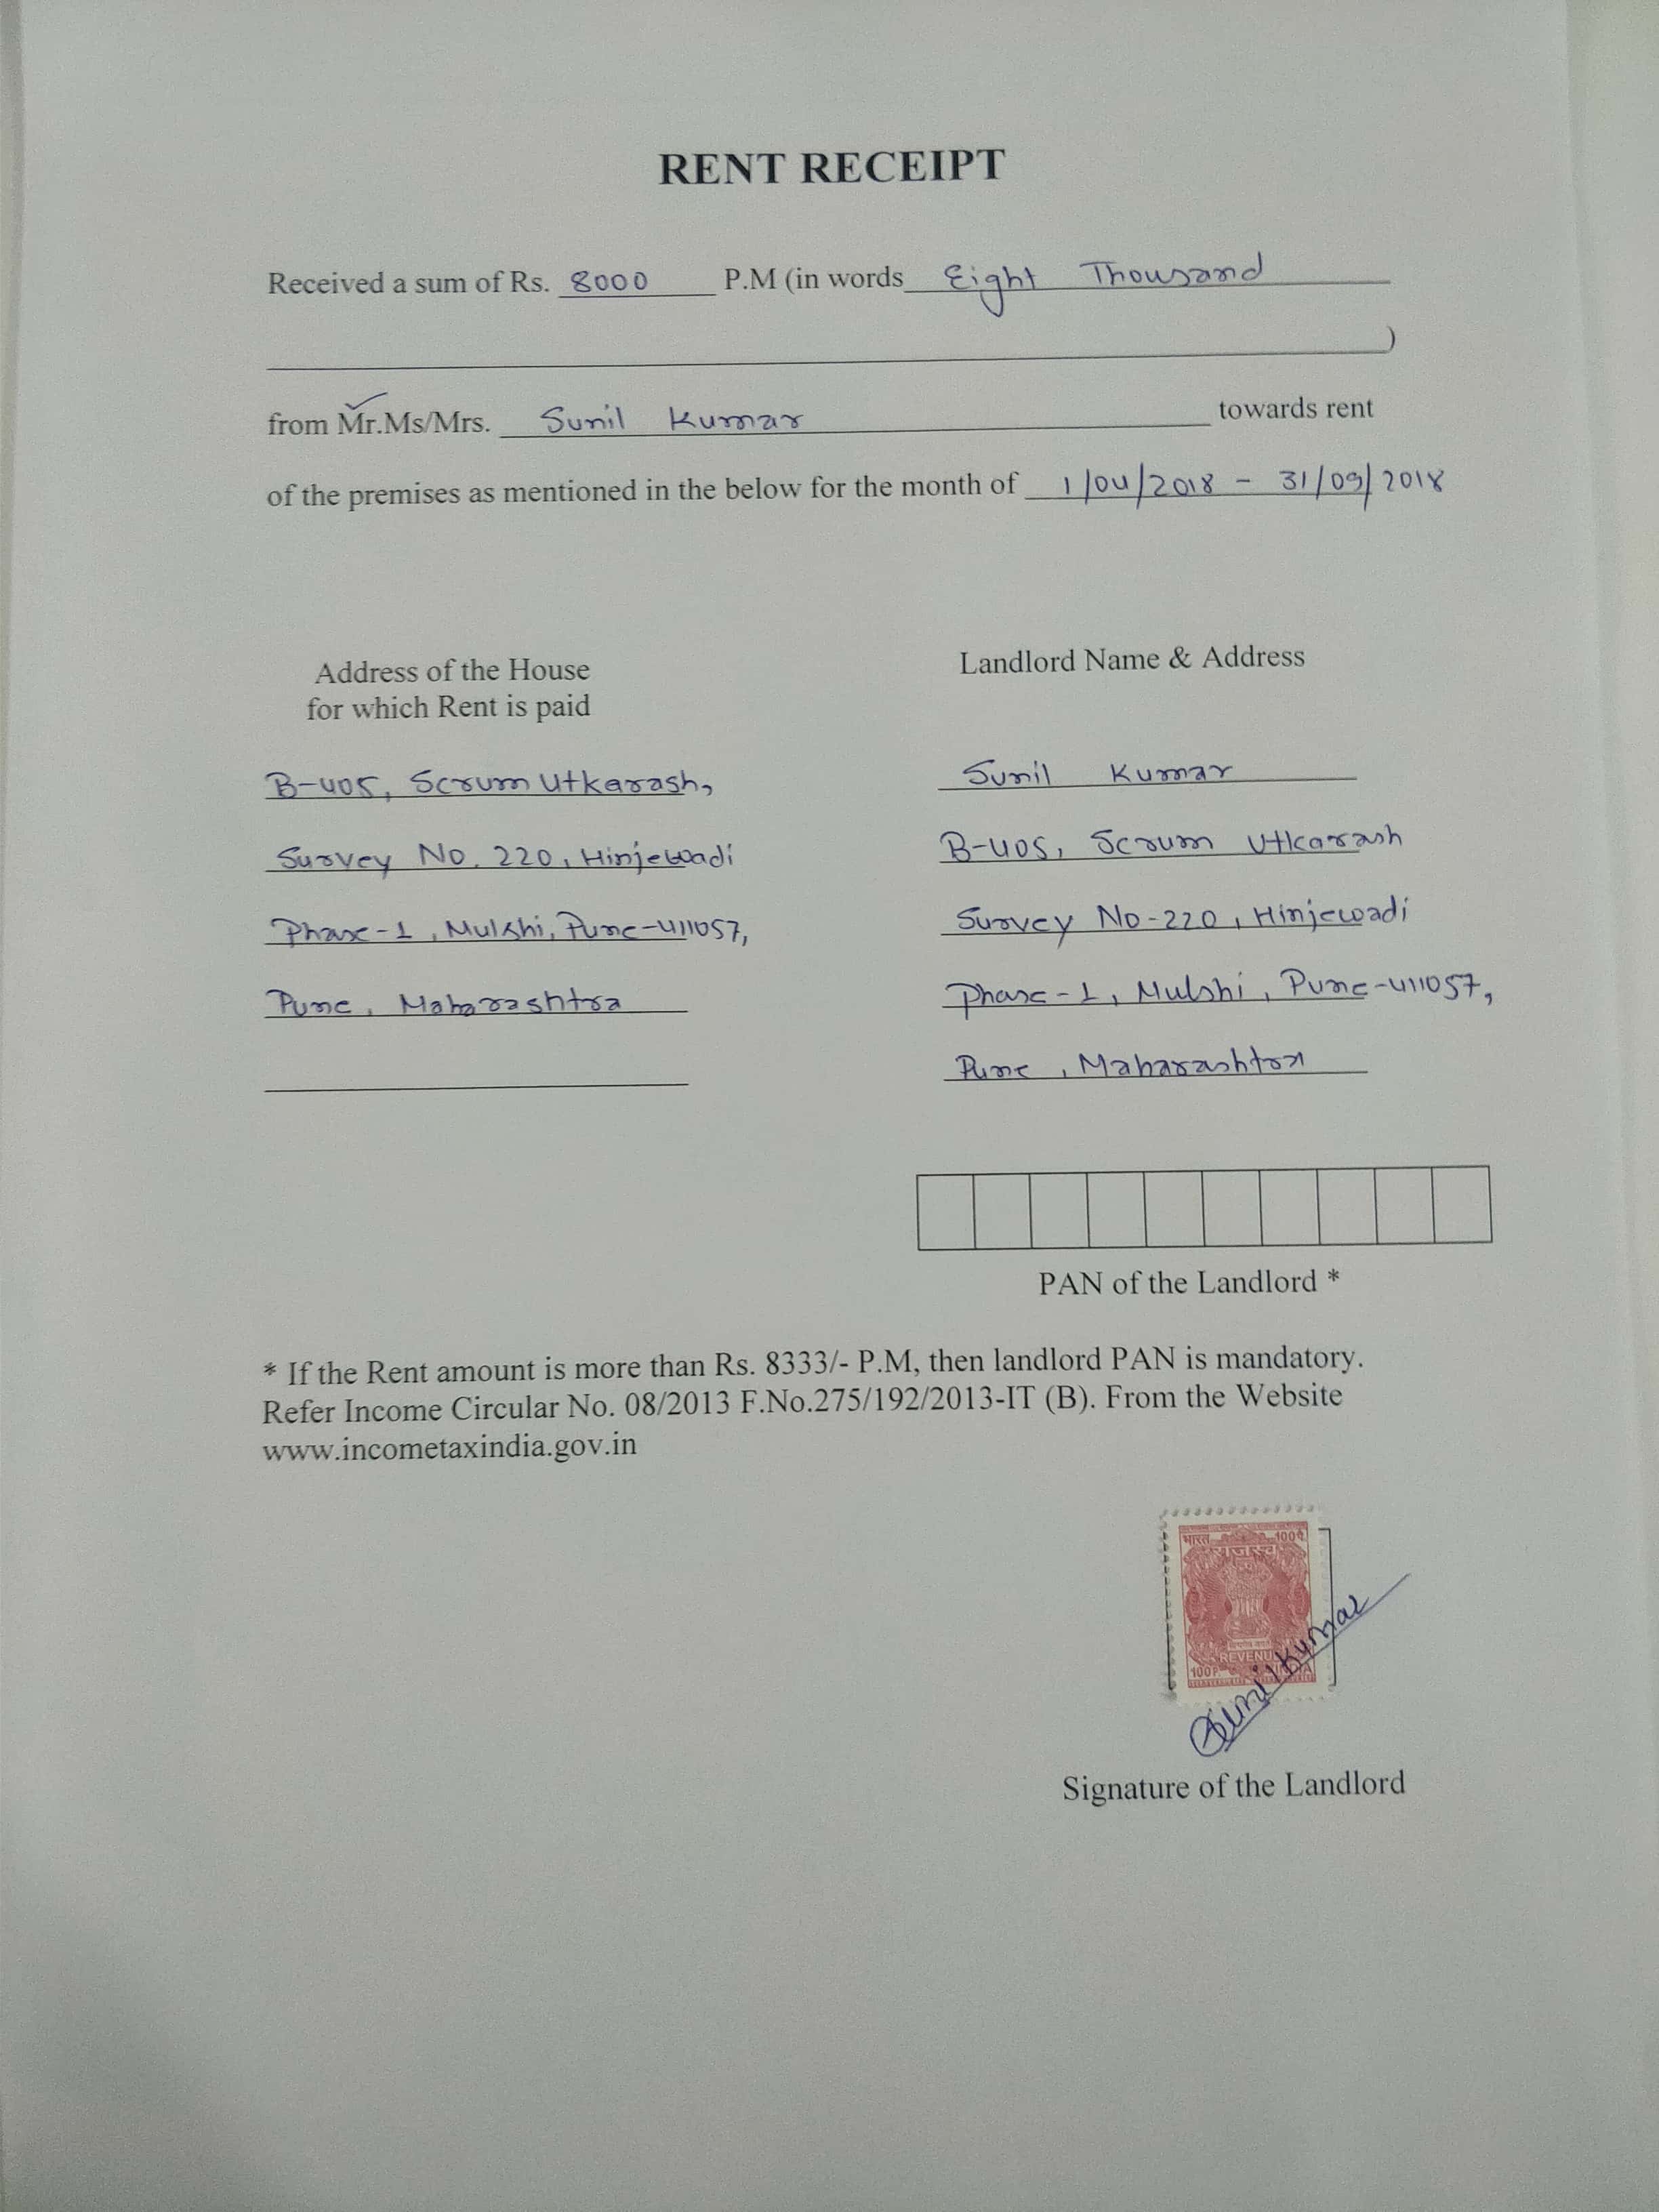 RENT RECEIPT
Received a sum of Rs. 8000 P.M (in words Eight Thousand
)
from Mr.Ms/Mrs. Sunil Kumar towards rent
of the premises as mentioned in the below for the month of 1/04/2018 - 31/09/2018
Address of the House
for which Rent is paid
B-405, Scrum Utkarash,
Survey No. 220, Hinjewadi
Phase-1, Mulshi, Pune-411057,
Pune, Maharashtra
Landlord Name & Address
Sunil Kumar
B-405, Scrum Utkarash
Survey No-220, Hinjewadi
Phase-1, Mulshi, Pune-411057,
Pune, Maharashtra
PAN of the Landlord *
* If the Rent amount is more than Rs. 8333/- P.M, then landlord PAN is mandatory.
Refer Income Circular No. 08/2013 F.No.275/192/2013-IT (B). From the Website
www.incometaxindia.gov.in
भारत 100प.
राजस्व
REVENUE
100P.
Sunil Kumar
Signature of the Landlord